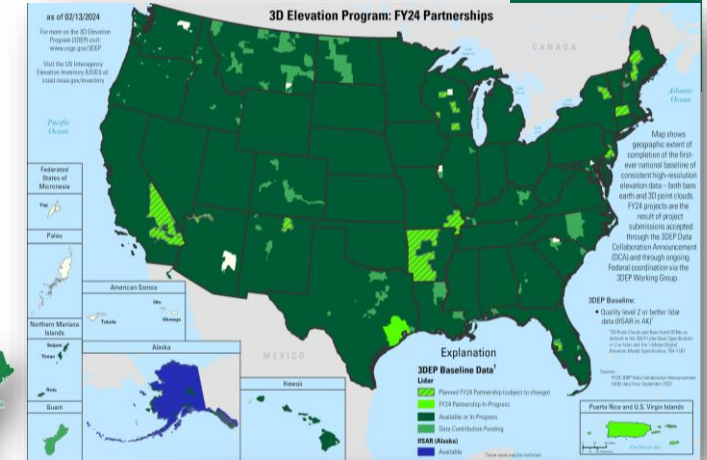 3D Elevation Program: FY24 Partnerships
as of 02/13/2024
For more on the 3D Elevation
Program (3DEP) visit:
www.usgs.gov/3DEP
Visit the US Interagency
Elevation Inventory (USIEI) at
coast.noaa.gov/inventory
CANADA
Pacific
Ocean
Atlantic
Ocean
Map shows
geographic extent of
completion of the first-
ever national baseline of
consistent high-resolution
elevation data – both bare
earth and 3D point clouds.
FY24 projects are the
result of project
submissions accepted
through the 3DEP Data
Collaboration Announcement
(DCA) and through ongoing
Federal coordination via the
3DEP Working Group.
3DEP Baseline:
• Quality level 2 or better lidar
data (IfSAR in AK)¹
Federated
States of
Micronesia
Yap
Palau
American Samoa
Ofu
Olosega
Tutuila
Northern Mariana
Islands
Saipan
Tinian
Rota
Guam
Alaska
MEXICO
Hawaii
Explanation
3DEP Baseline Data¹
Lidar
Planned FY24 Partnership (subject to change)
FY24 Partnership In-Progress
Available or In-Progress
Data Contribution Pending
IfSAR (Alaska)
Available
Puerto Rico and U.S. Virgin Islands